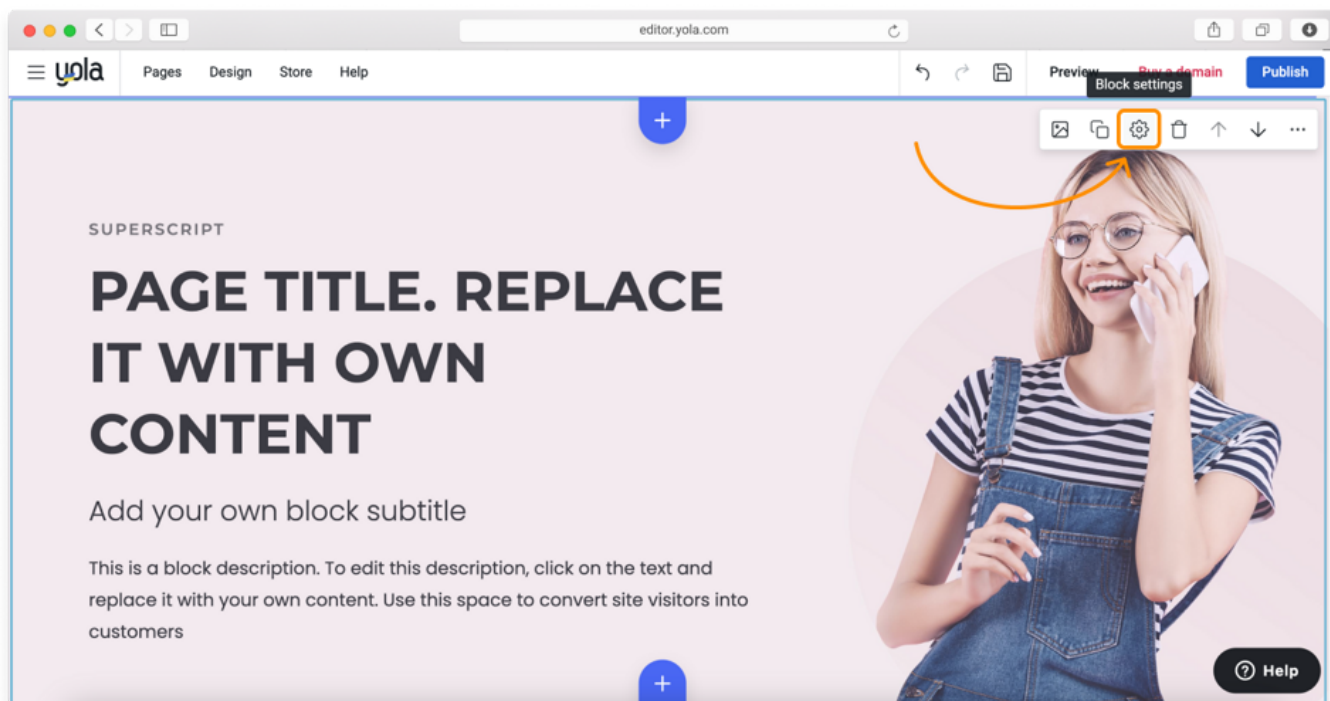 editor.yola.com
yola
Pages Design Store Help
Preview Buy a domain Publish
Block settings
SUPERSCRIPT
PAGE TITLE. REPLACE
IT WITH OWN
CONTENT
Add your own block subtitle
This is a block description. To edit this description, click on the text and
replace it with your own content. Use this space to convert site visitors into
customers
Help